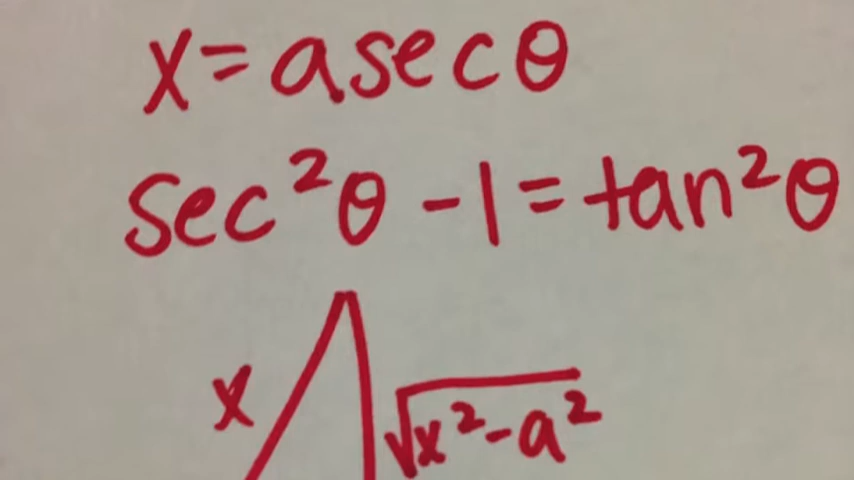 x = a sec θ
sec²θ - 1 = tan²θ
x
√x²-a²